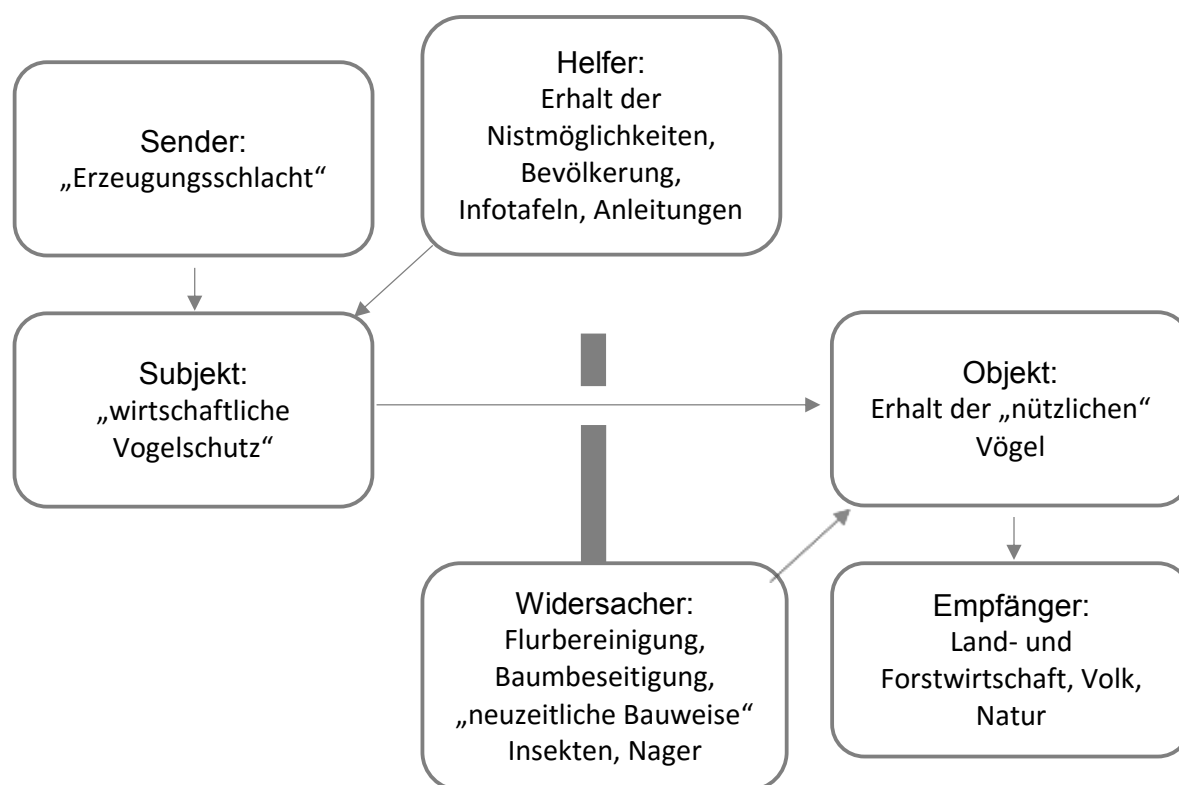 Sender:
„Erzeugungsschlacht“
Helfer:
Erhalt der
Nistmöglichkeiten,
Bevölkerung,
Infotafeln, Anleitungen
Subjekt:
„wirtschaftliche
Vogelschutz“
Objekt:
Erhalt der „nützlichen“
Vögel
Widersacher:
Flurbereinigung,
Baumbeseitigung,
„neuzeitliche Bauweise“
Insekten, Nager
Empfänger:
Land- und
Forstwirtschaft, Volk,
Natur